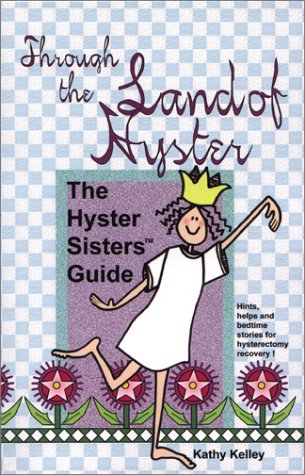 Through
the
Land of
Hyster
The
Hyster
Sisters™
Guide
Hints,
helps and
bedtime
stories for
hysterectomy
recovery !
Kathy Kelley